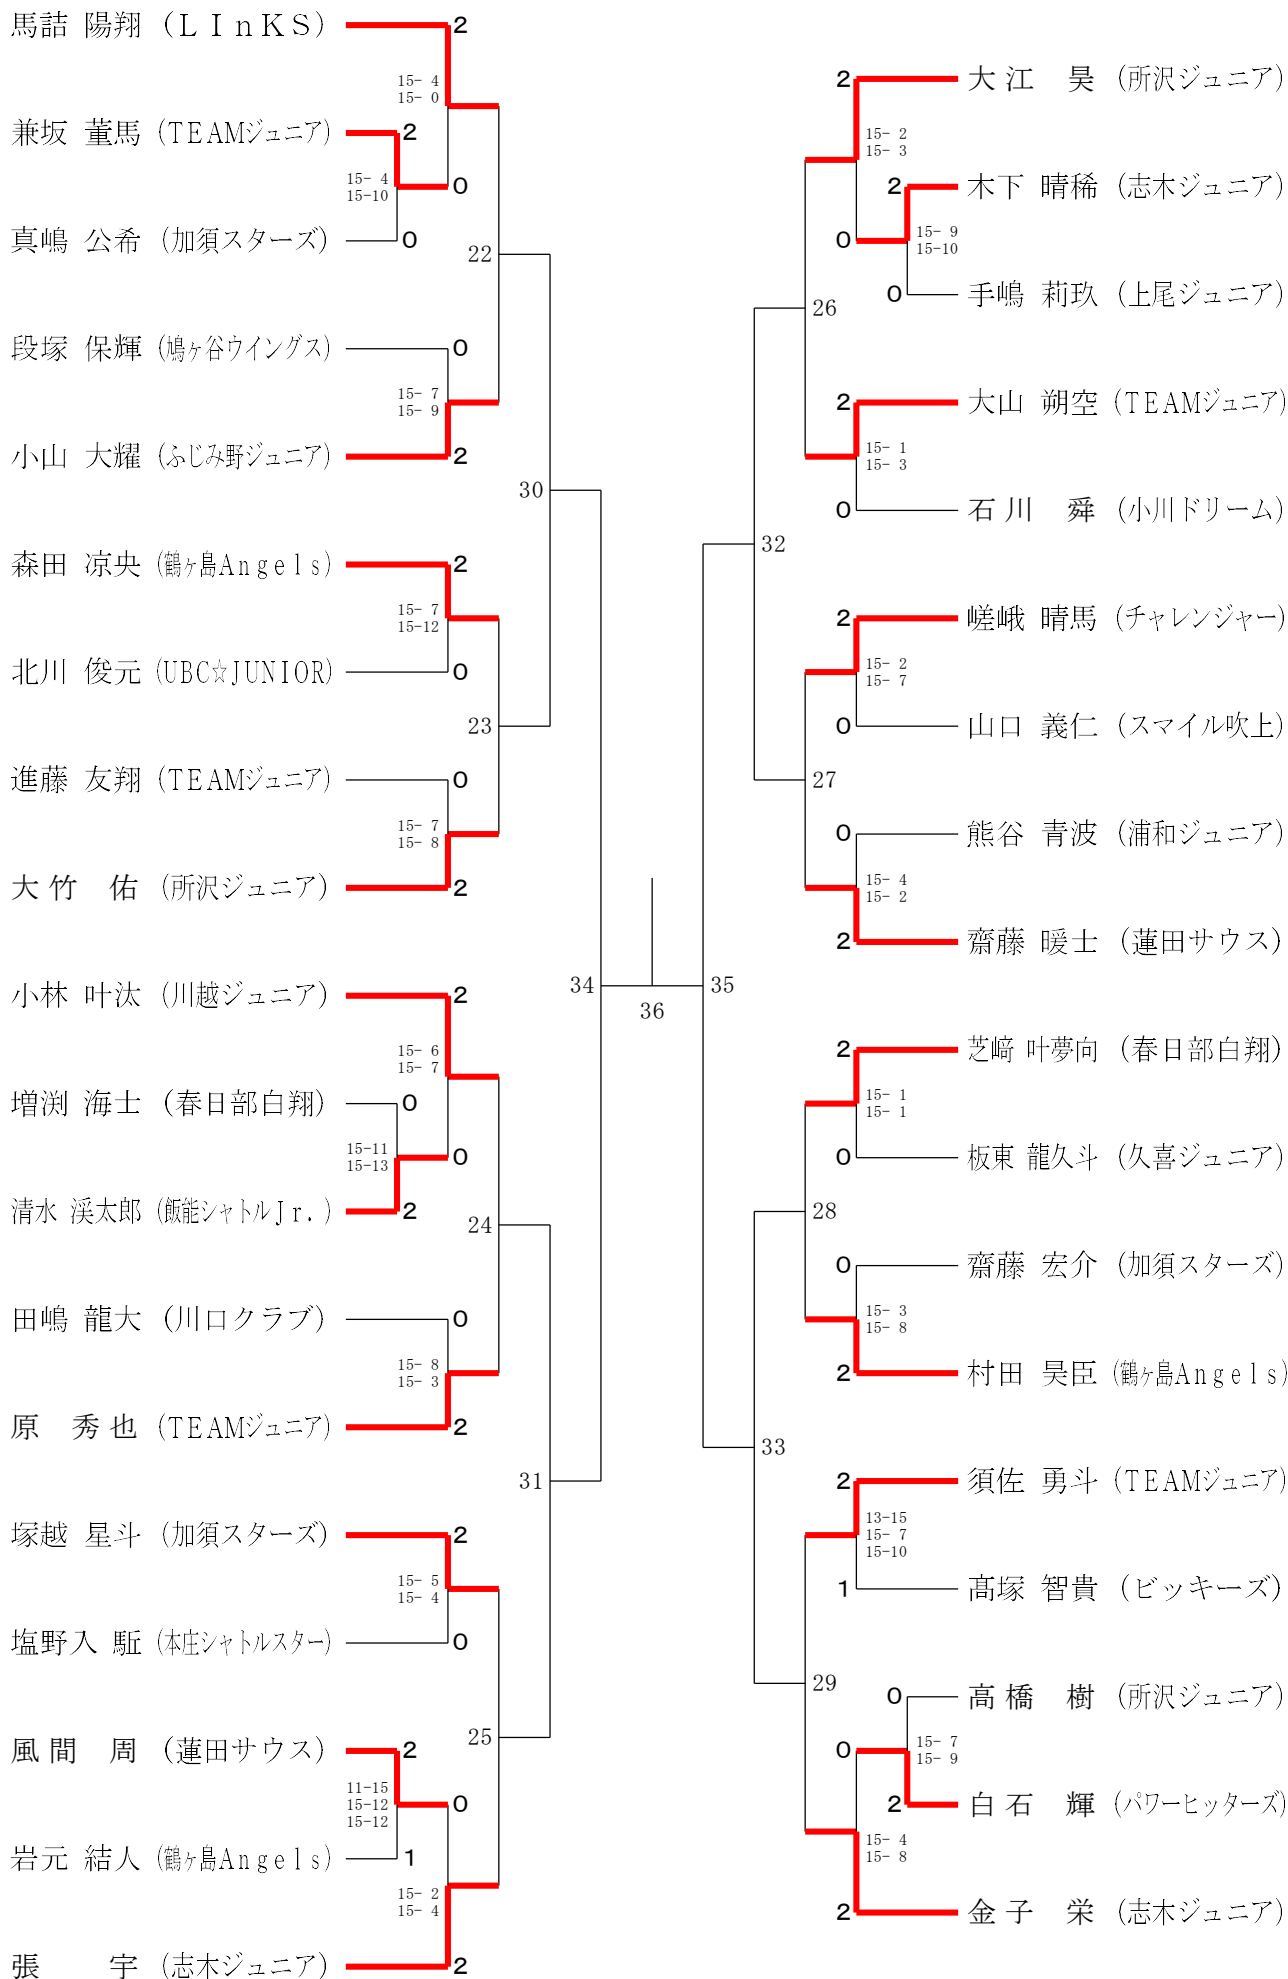 馬詰 陽翔 (ＬＩｎＫＳ) 2
15- 4
15- 0
兼坂 董馬 (TEAMジュニア) 2
15- 4
15-10
0
真嶋 公希 (加須スターズ) 0
22
段塚 保輝 (鳩ヶ谷ウイングス) 0
15- 7
15- 9
小山 大耀 (ふじみ野ジュニア) 2
30
森田 凉央 (鶴ヶ島Angels) 2
15- 7
15-12
北川 俊元 (UBC☆JUNIOR) 0
23
進藤 友翔 (TEAMジュニア) 0
15- 7
15- 8
大竹 佑 (所沢ジュニア) 2
34
小林 叶汰 (川越ジュニア) 2
15- 6
15- 7
増渕 海士 (春日部白翔) 0
15-11
15-13
0
清水 渓太郎 (飯能シャトルJr.) 2
24
田嶋 龍大 (川口クラブ) 0
15- 8
15- 3
原 秀也 (TEAMジュニア) 2
31
塚越 星斗 (加須スターズ) 2
15- 5
15- 4
塩野入 駈 (本庄シャトルスター) 0
25
風間 周 (蓮田サウス) 2
11-15
15-12
15-12
0
岩元 結人 (鶴ヶ島Angels) 1
15- 2
15- 4
張 宇 (志木ジュニア) 2
36
2 大江 昊 (所沢ジュニア)
15- 2
15- 3
2 木下 晴稀 (志木ジュニア)
0
15- 9
15-10
0 手嶋 莉玖 (上尾ジュニア)
26
2 大山 朔空 (TEAMジュニア)
15- 1
15- 3
0 石川 舜 (小川ドリーム)
32
2 嵯峨 晴馬 (チャレンジャー)
15- 2
15- 7
0 山口 義仁 (スマイル吹上)
27
0 熊谷 青波 (浦和ジュニア)
15- 4
15- 2
2 齋藤 暖士 (蓮田サウス)
35
2 芝﨑 叶夢向 (春日部白翔)
15- 1
15- 1
0 板東 龍久斗 (久喜ジュニア)
28
0 齋藤 宏介 (加須スターズ)
15- 3
15- 8
2 村田 昊臣 (鶴ヶ島Angels)
33
2 須佐 勇斗 (TEAMジュニア)
13-15
15- 7
15-10
1 髙塚 智貴 (ビッキーズ)
29
0 高橋 樹 (所沢ジュニア)
0
15- 7
15- 9
2 白石 輝 (パワーヒッターズ)
15- 4
15- 8
2 金子 栄 (志木ジュニア)